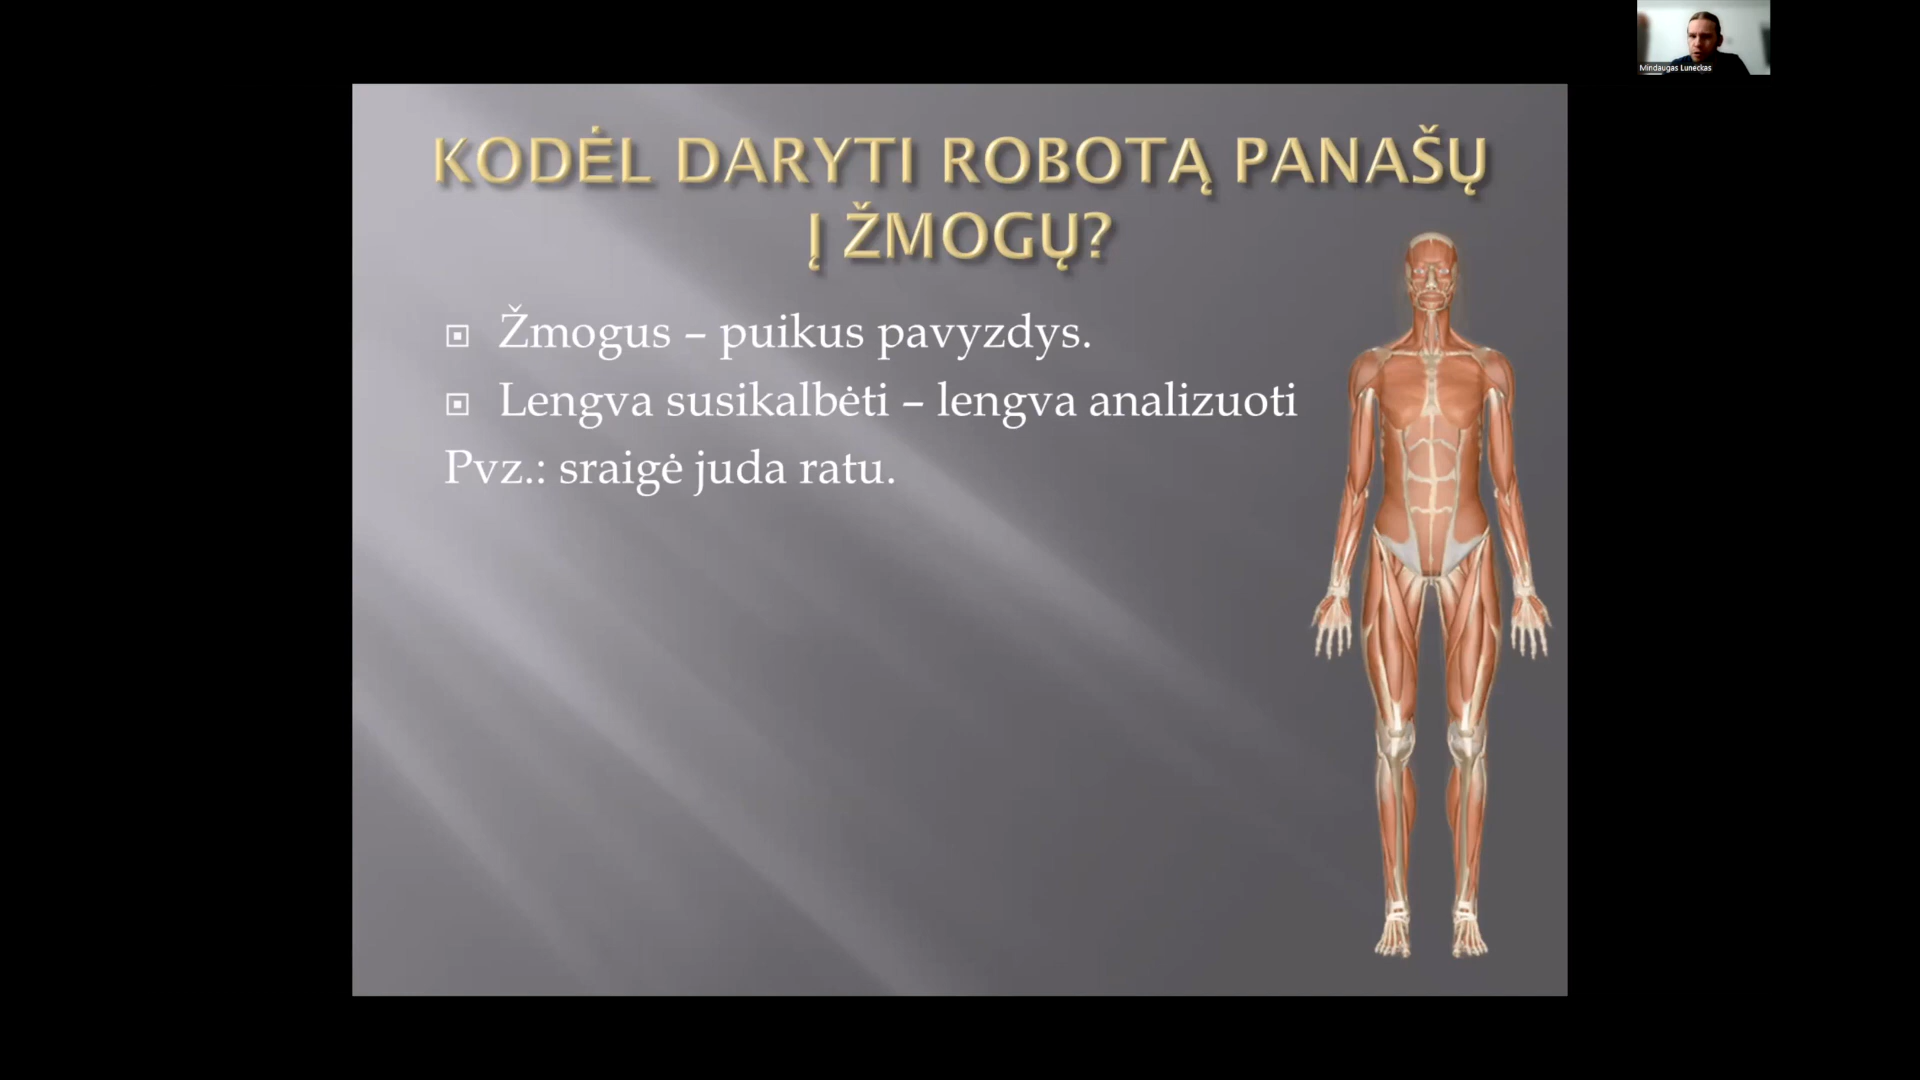 Mindaugas Luneckas
KODĖL DARYTI ROBOTĄ PANAŠŲ
Į ŽMOGŲ?
Žmogus – puikus pavyzdys.
Lengva susikalbėti – lengva analizuoti
Pvz.: sraigė juda ratu.